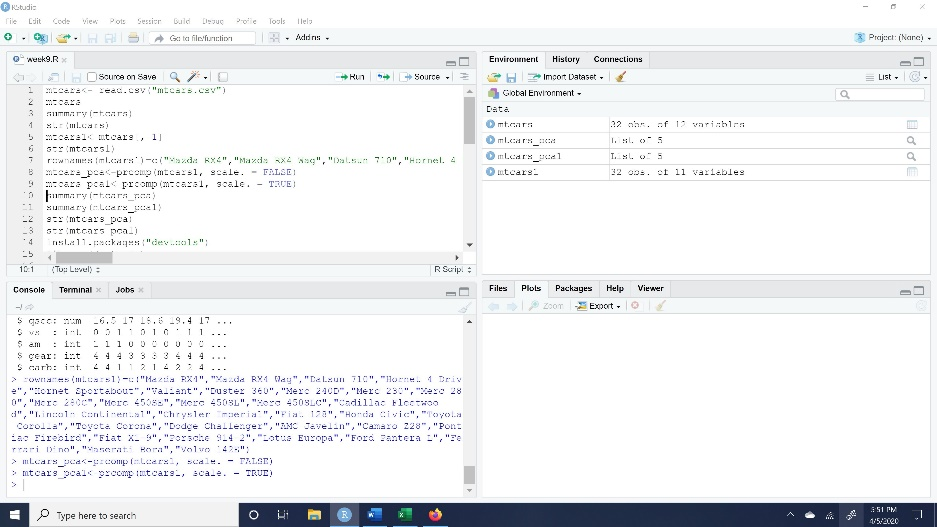 RStudio
File Edit Code View Plots Session Build Debug Profile Tools Help
Go to file/function
Addins
Project: (None)
week9.R
Source on Save
Run
Source
1 mtcars<- read.csv("mtcars.csv")
2 mtcars
3 summary(mtcars)
4 str(mtcars)
5 mtcars1<-mtcars[,-1]
6 str(mtcars1)
7 rownames(mtcars1)=c("Mazda RX4","Mazda RX4 Wag","Datsun 710","Hornet 4
8 mtcars_pca<-prcomp(mtcars1, scale. = FALSE)
9 mtcars_pca1<-prcomp(mtcars1, scale. = TRUE)
10 summary(mtcars_pca)
11 summary(mtcars_pca1)
12 str(mtcars_pca)
13 str(mtcars_pca1)
14 install.packages("devtools")
15
10:1 (Top Level) R Script
Console Terminal Jobs
$ qsec: num 16.5 17 18.6 19.4 17 ...
$ vs : int 0 0 1 1 0 1 0 1 1 1 ...
$ am : int 1 1 1 0 0 0 0 0 0 0 ...
$ gear: int 4 4 4 3 3 3 3 4 4 4 ...
$ carb: int 4 4 1 1 2 1 4 2 2 4 ...
> rownames(mtcars1)=c("Mazda RX4","Mazda RX4 Wag","Datsun 710","Hornet 4 Driv
e","Hornet Sportabout","Valiant","Duster 360","Merc 240D","Merc 230","Merc 28
0","Merc 280C","Merc 450SE","Merc 450SL","Merc 450SLC","Cadillac Fleetwoo
d","Lincoln Continental","Chrysler Imperial","Fiat 128","Honda Civic","Toyota
Corolla","Toyota Corona","Dodge Challenger","AMC Javelin","Camaro Z28","Pont
iac Firebird","Fiat X1-9","Porsche 914-2","Lotus Europa","Ford Pantera L","Fe
rrari Dino","Maserati Bora","Volvo 142E")
> mtcars_pca<-prcomp(mtcars1, scale. = FALSE)
> mtcars_pca1<-prcomp(mtcars1, scale. = TRUE)
>
Environment History Connections
Import Dataset
List
Global Environment
Data
mtcars 32 obs. of 12 variables
mtcars_pca List of 5
mtcars_pca1 List of 5
mtcars1 32 obs. of 11 variables
Files Plots Packages Help Viewer
Zoom Export
Type here to search
5:51 PM
4/5/2020